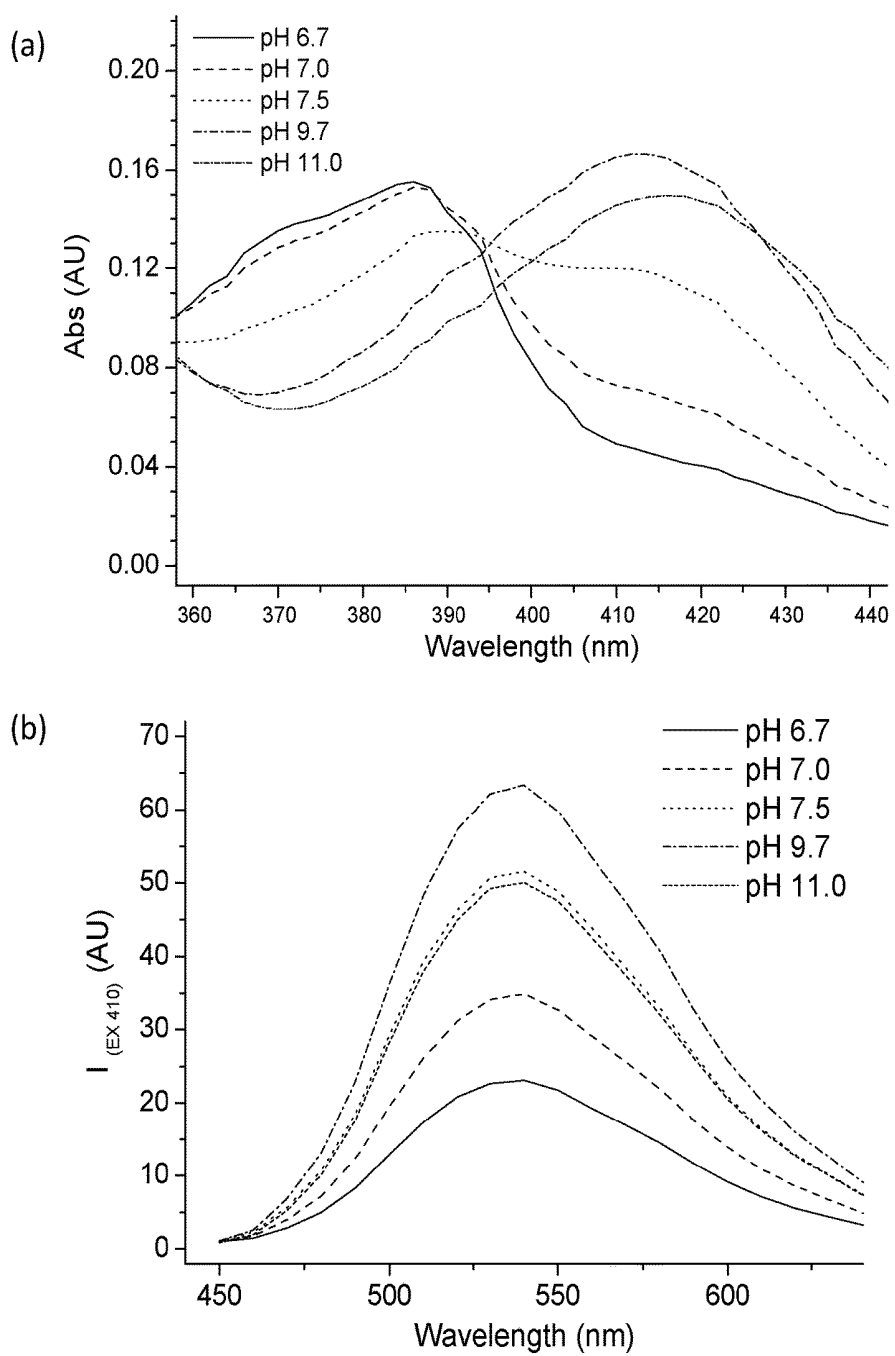 (a)
pH 6.7
pH 7.0
pH 7.5
pH 9.7
pH 11.0
0.20
0.16
0.12
0.08
0.04
0.00
Abs (AU)
360 370 380 390 400 410 420 430 440
Wavelength (nm)
(b)
pH 6.7
pH 7.0
pH 7.5
pH 9.7
pH 11.0
70
60
50
40
30
20
10
0
I (EX 410) (AU)
450 500 550 600
Wavelength (nm)